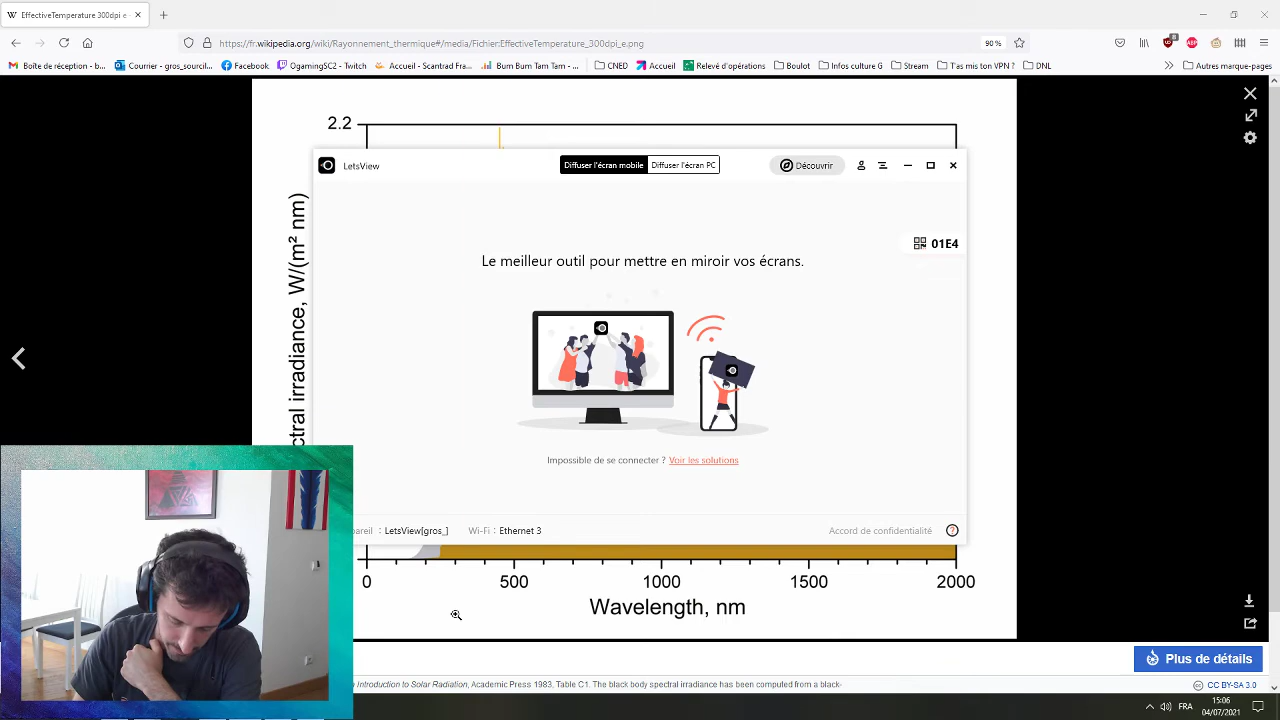 EffectiveTemperature 300dpi e
https://fr.wikipedia.org/wiki/Rayonnement_thermique#/media/Fichier:EffectiveTemperature_300dpi_e.png
90%
Boîte de réception - b...
Courrier - gros_sourcil...
Facebook
OgamingSC2 - Twitch
Accueil - Scantrad Fra...
Bum Bum Tam Tam - ...
CNED
Accueil
Relevé d'opérations
Boulot
Infos culture G
Stream
T'as mis ton VPN ?
DNL
Autres marque-pages
2.2
LetsView
Diffuser l'écran mobile
Diffuser l'écran PC
Découvrir
01E4
Le meilleur outil pour mettre en miroir vos écrans.
Impossible de se connecter ? Voir les solutions
pareil : LetsView[gros_]
Wi-Fi : Ethernet 3
Accord de confidentialité
ctral irradiance, W/(m² nm)
0
500
1000
1500
2000
Wavelength, nm
Plus de détails
Introduction to Solar Radiation, Academic Press 1983, Table C1. The black body spectral irradiance has been computed from a black-
CC BY-SA 3.0
FR
15:06
04/07/2021